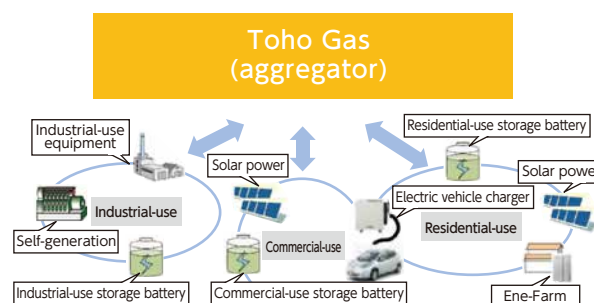 Toho Gas
(aggregator)
Industrial-use
equipment
Residential-use storage battery
Solar power
Solar power
Electric vehicle charger
Industrial-use
Commercial-use
Residential-use
Self-generation
Industrial-use storage battery
Commercial-use storage battery
Ene-Farm